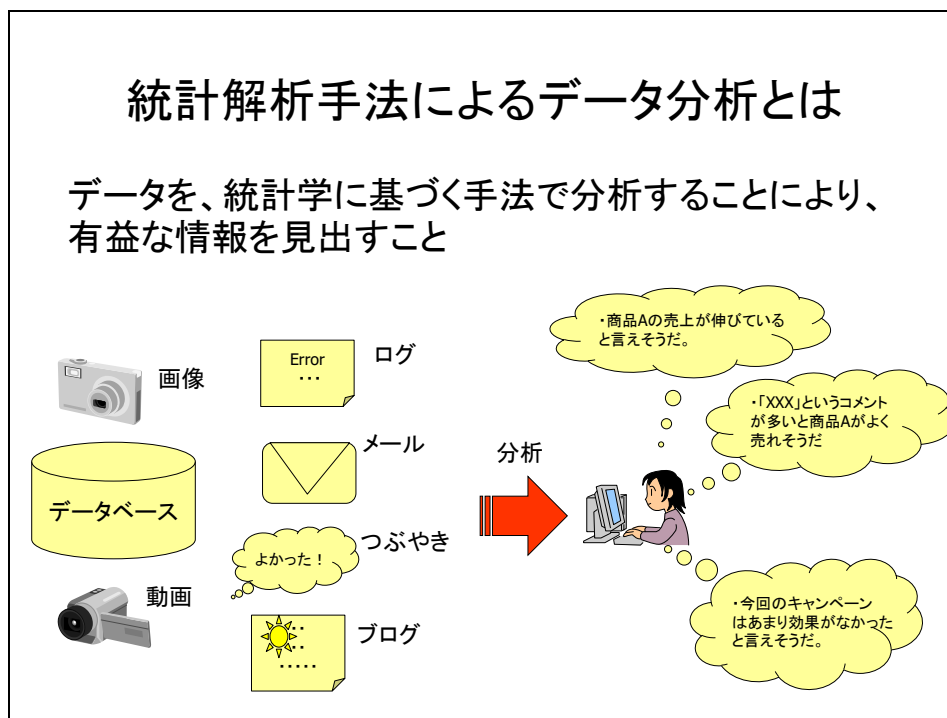 統計解析手法によるデータ分析とは
データを、統計学に基づく手法で分析することにより、
有益な情報を見出すこと
画像
データベース
動画
Error
・・・
ログ
メール
よかった！
つぶやき
・・
・・
・・・・・
ブログ
分析
・商品Aの売上が伸びている
と言えそうだ。
・「XXX」というコメント
が多いと商品Aがよく
売れそうだ
・今回のキャンペーン
はあまり効果がなかった
と言えそうだ。